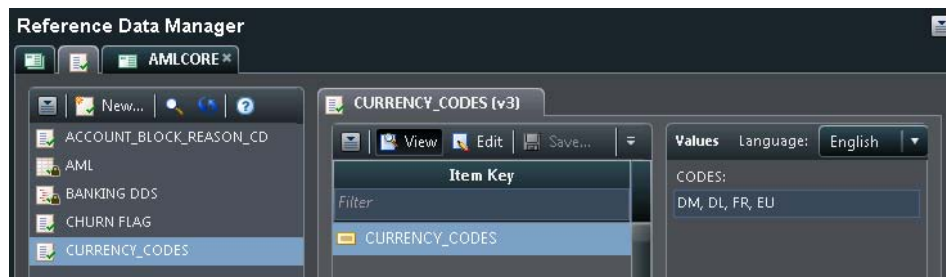 Reference Data Manager
AMLCORE
New...
ACCOUNT_BLOCK_REASON_CD
AML
BANKING DDS
CHURN FLAG
CURRENCY_CODES
CURRENCY_CODES (v3)
View Edit Save...
Item Key
Filter
CURRENCY_CODES
Values Language: English
CODES:
DM, DL, FR, EU